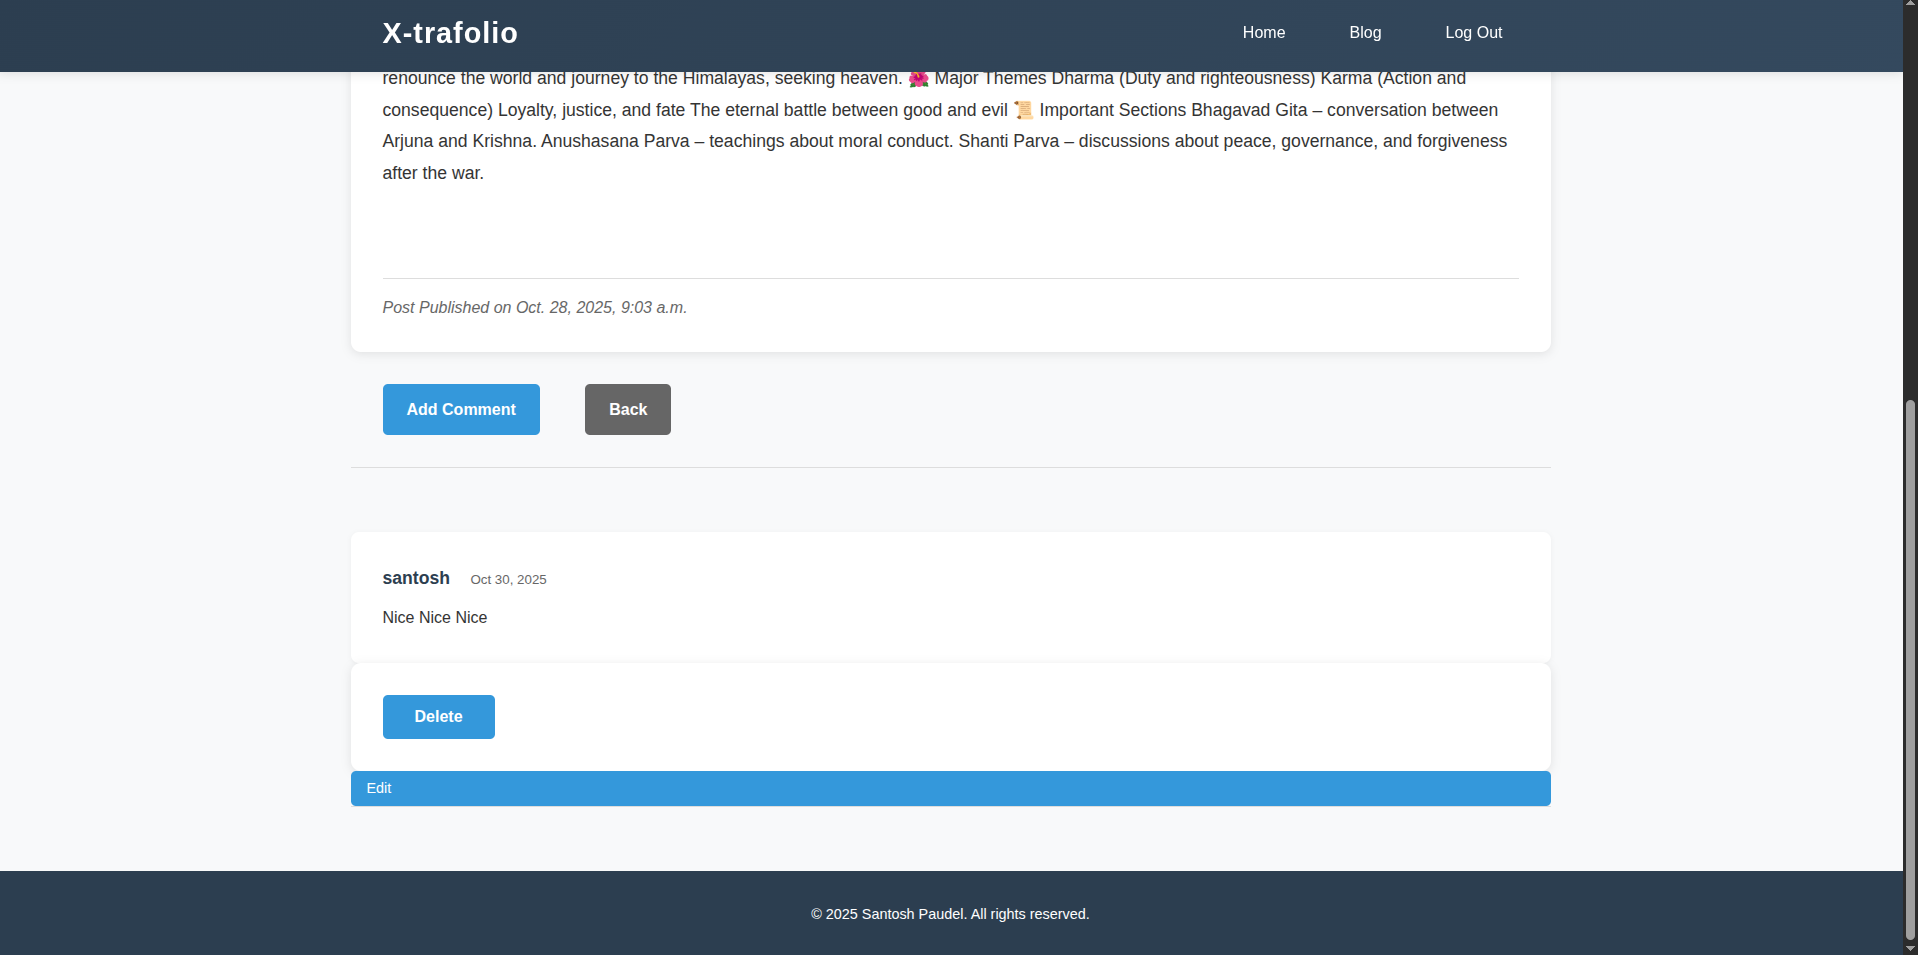 X-trafolio
Home
Blog
Log Out
renounce the world and journey to the Himalayas, seeking heaven. 🌺 Major Themes Dharma (Duty and righteousness) Karma (Action and
consequence) Loyalty, justice, and fate The eternal battle between good and evil 📜 Important Sections Bhagavad Gita – conversation between
Arjuna and Krishna. Anushasana Parva – teachings about moral conduct. Shanti Parva – discussions about peace, governance, and forgiveness
after the war.
Post Published on Oct. 28, 2025, 9:03 a.m.
Add Comment
Back
santosh Oct 30, 2025
Nice Nice Nice
Delete
Edit
© 2025 Santosh Paudel. All rights reserved.